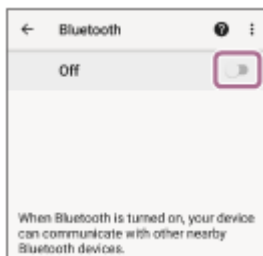 Bluetooth
Off
When Bluetooth is turned on, your device
can communicate with other nearby
Bluetooth devices.